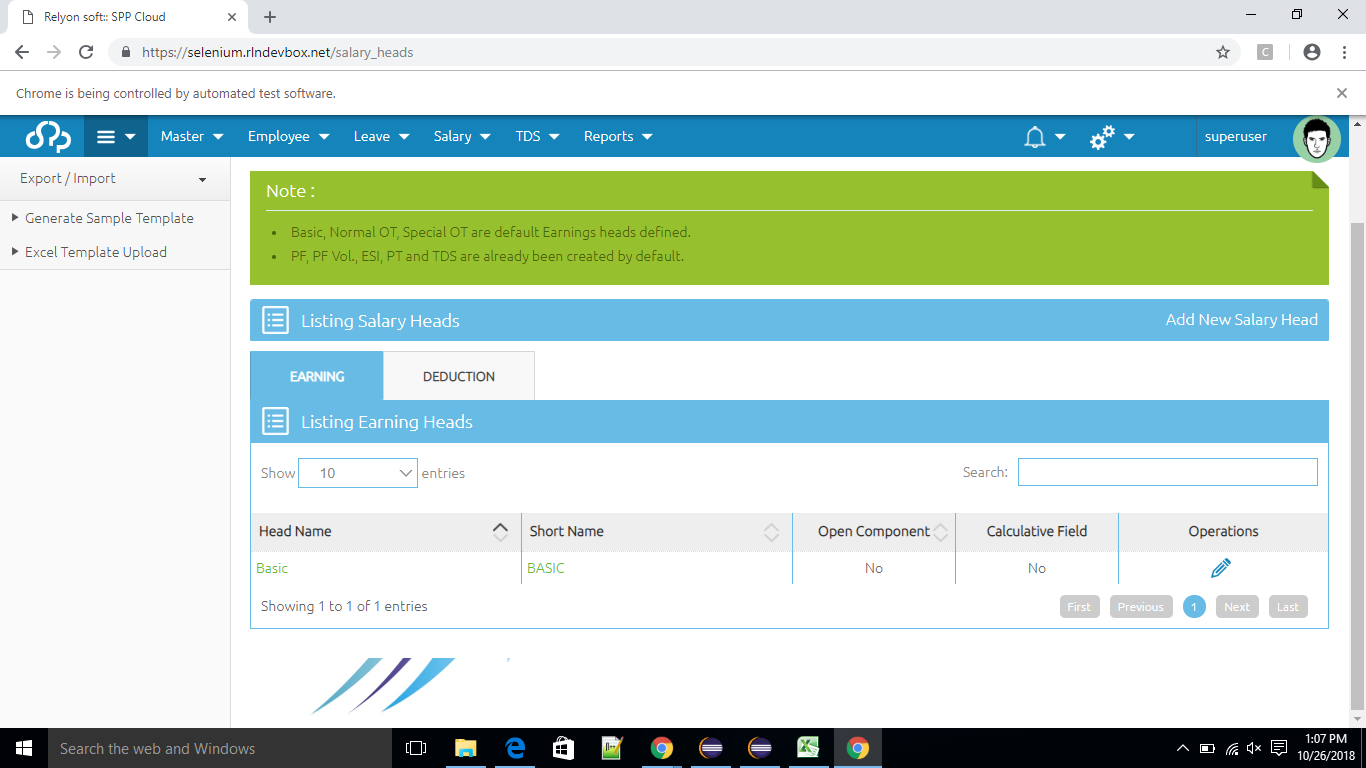 Relyon soft:: SPP Cloud
https://selenium.rlndevbox.net/salary_heads
C
Chrome is being controlled by automated test software.
Master Employee Leave Salary TDS Reports superuser
Export / Import
Generate Sample Template
Excel Template Upload
Note :
Basic, Normal OT, Special OT are default Earnings heads defined.
PF, PF Vol., ESI, PT and TDS are already been created by default.
Listing Salary Heads Add New Salary Head
EARNING DEDUCTION
Listing Earning Heads
Show 10 entries Search:
Head Name Short Name Open Component Calculative Field Operations
Basic BASIC No No
Showing 1 to 1 of 1 entries First Previous 1 Next Last
Search the web and Windows
1:07 PM
10/26/2018